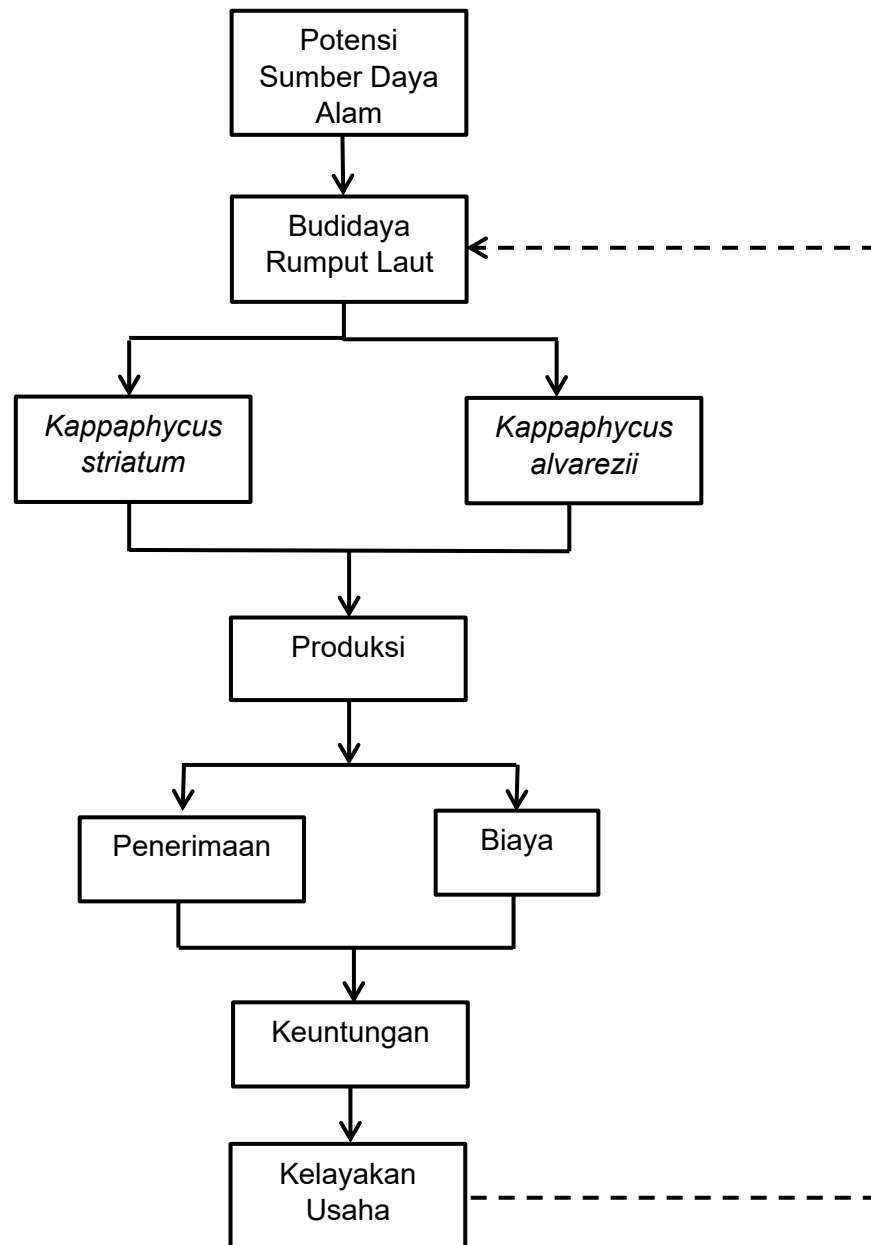 Potensi
Sumber Daya
Alam
Budidaya
Rumput Laut
Kappaphycus
striatum
Kappaphycus
alvarezii
Produksi
Penerimaan
Biaya
Keuntungan
Kelayakan
Usaha